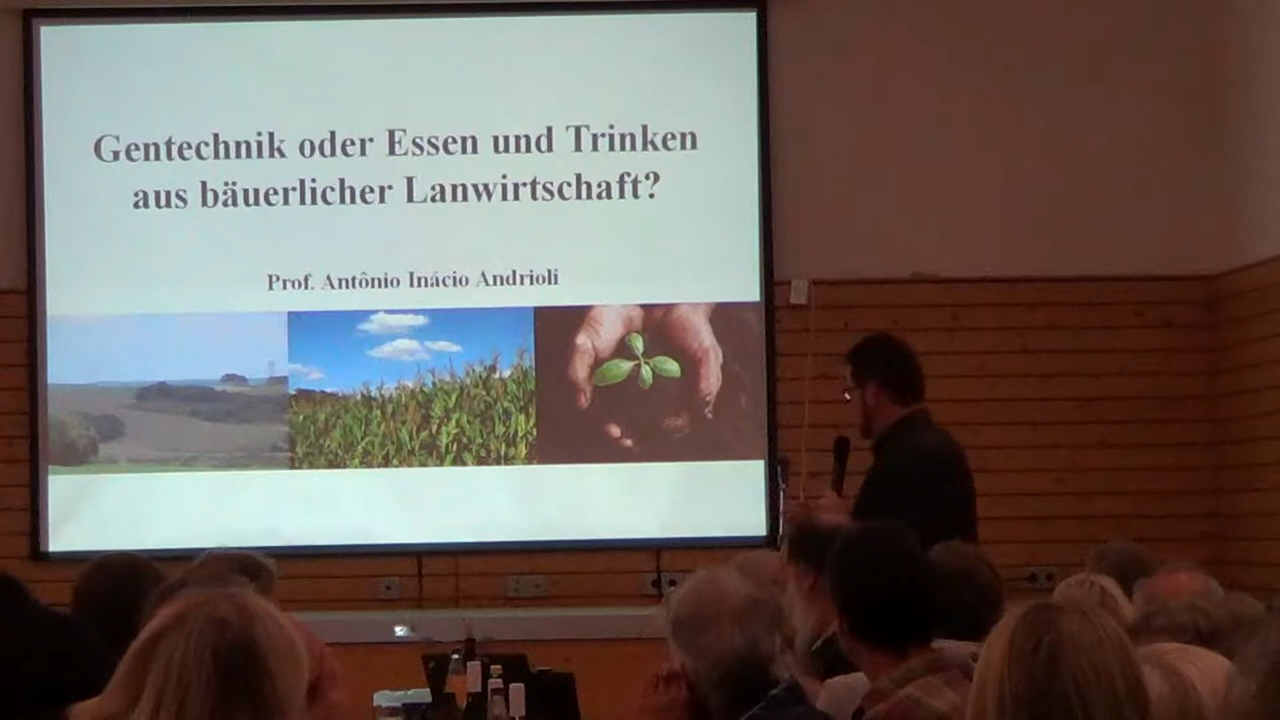 Gentechnik oder Essen und Trinken
aus bäuerlicher Lanwirtschaft?
Prof. Antônio Inácio Andrioli